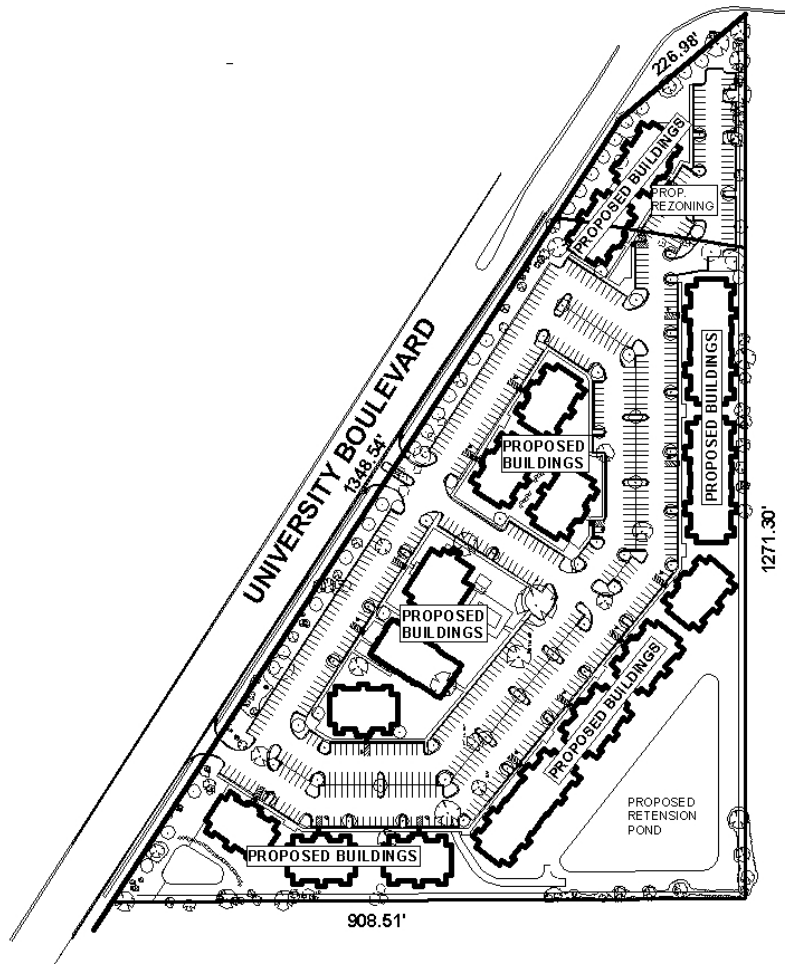 226.98'
PROPOSED BUILDINGS
PROP.
REZONING
UNIVERSITY BOULEVARD
1348.54'
PROPOSED BUILDINGS
PROPOSED
BUILDINGS
1271.30'
PROPOSED
BUILDINGS
PROPOSED BUILDINGS
PROPOSED
RETENSION
POND
PROPOSED BUILDINGS
908.51'